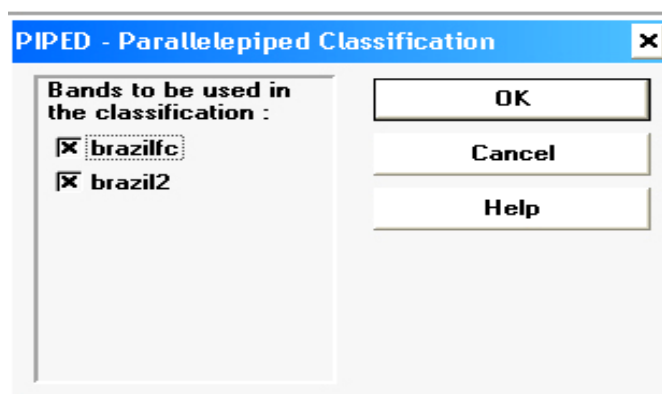 PIPED - Parallelepiped Classification
Bands to be used in
the classification :
brazilfc
brazil2
OK
Cancel
Help